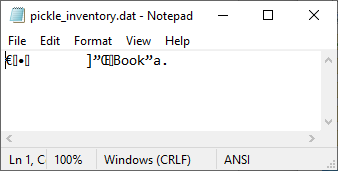 pickle_inventory.dat - Notepad
File Edit Format View Help
€▯•▯ ]”Œ▯Book”a.
Ln 1, C 100% Windows (CRLF) ANSI